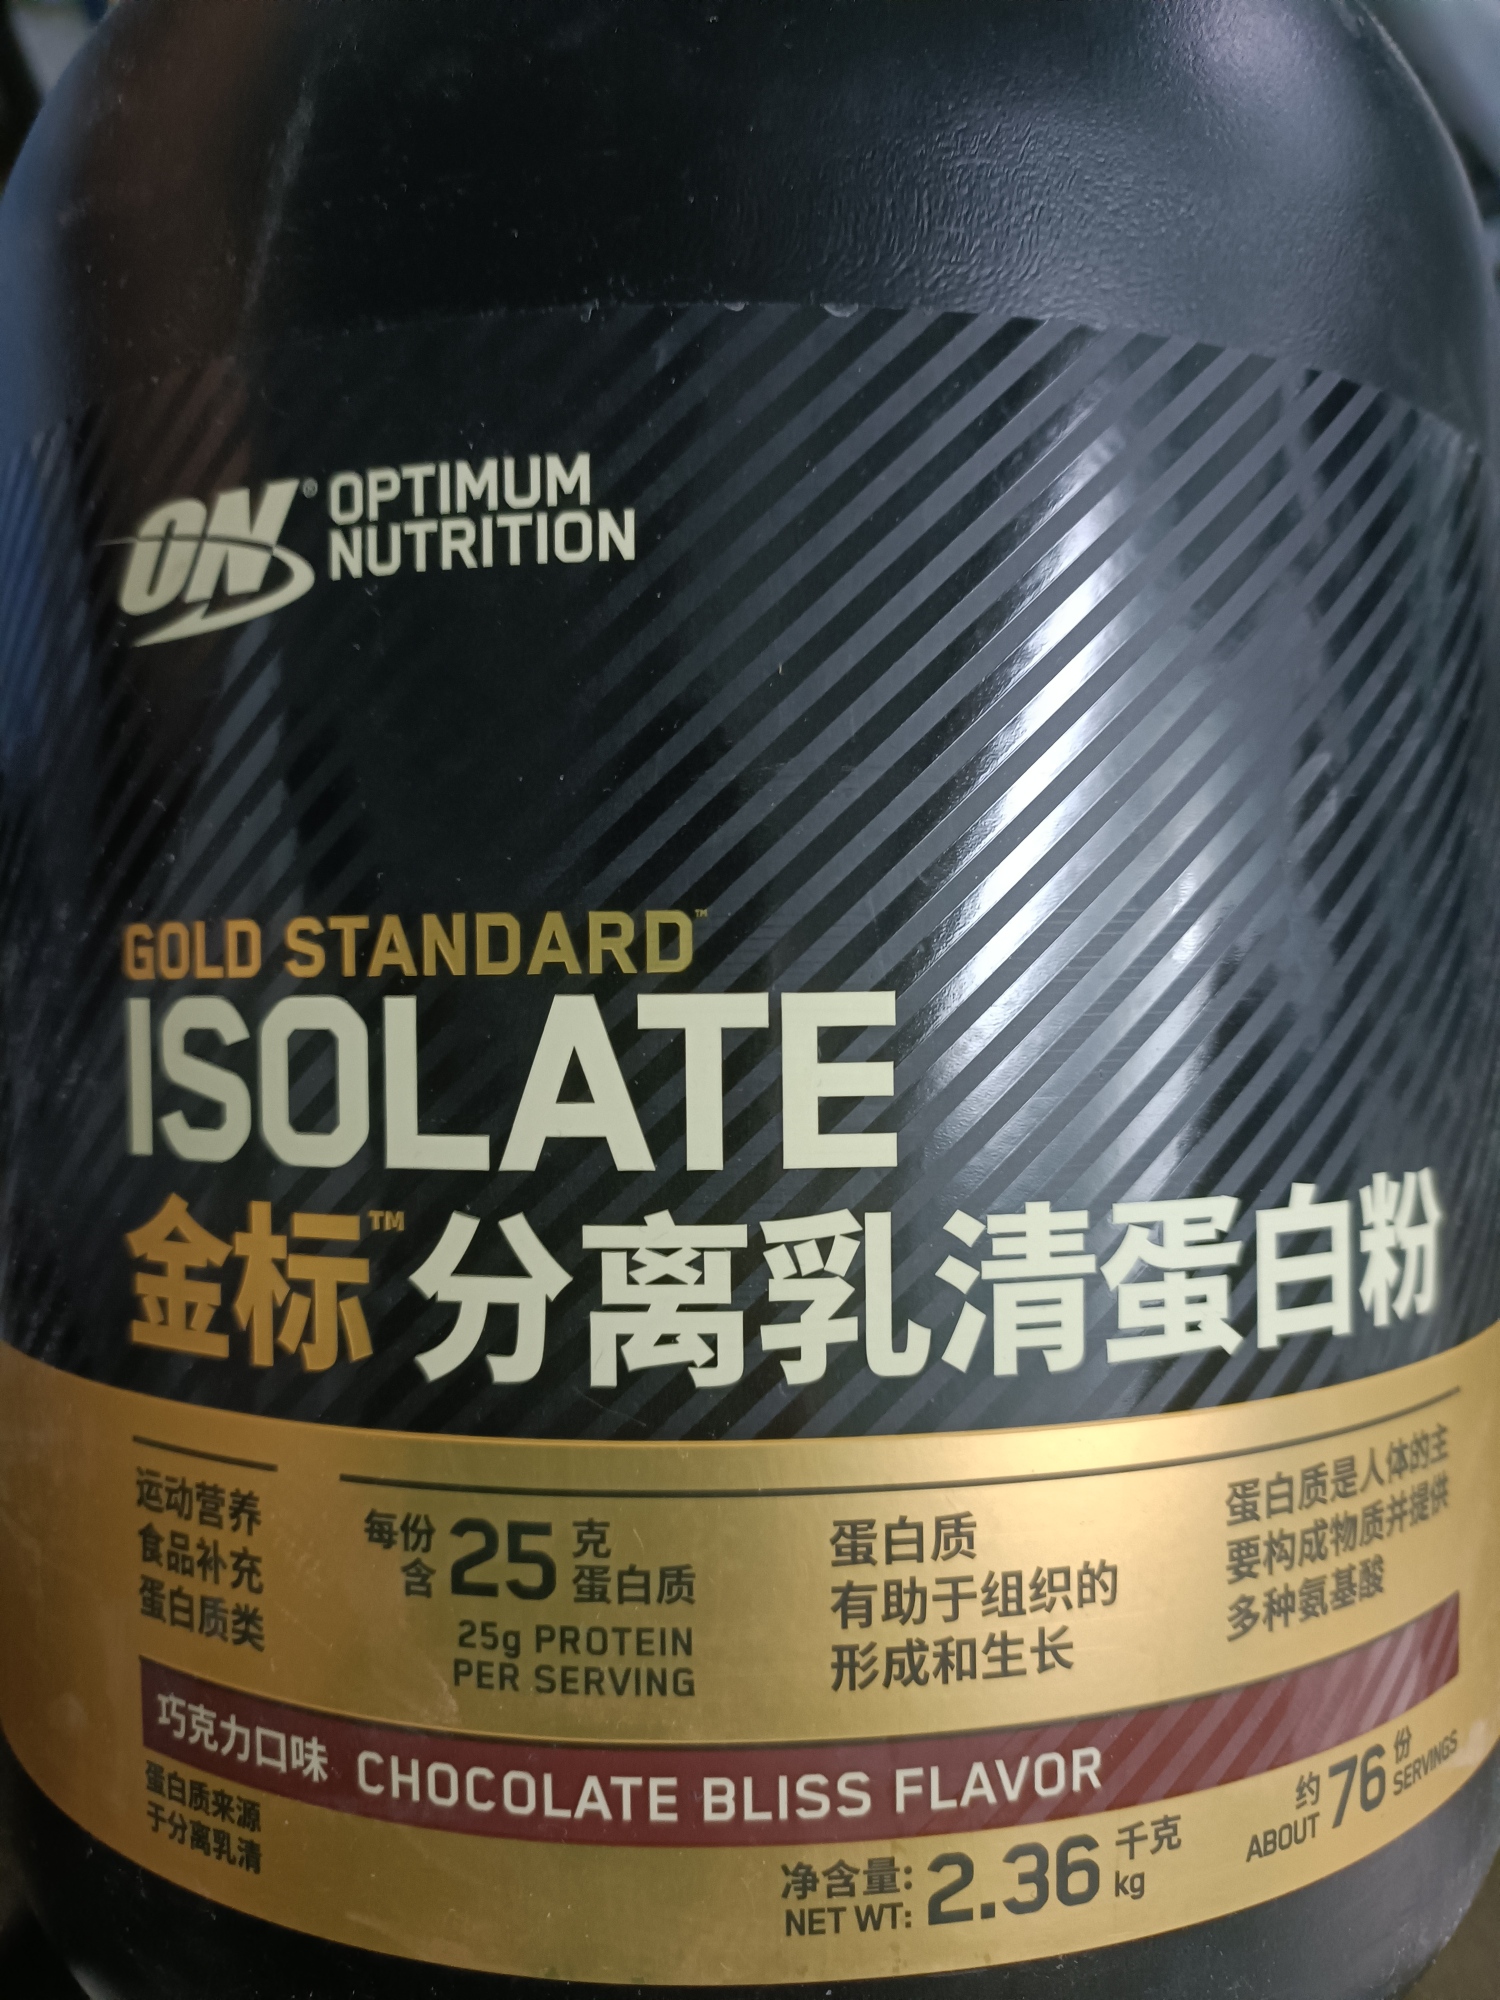 ON® OPTIMUM
NUTRITION
GOLD STANDARD™
ISOLATE
金标™分离乳清蛋白粉
运动营养
食品补充
蛋白质类
每份
含 25 克
蛋白质
25g PROTEIN
PER SERVING
蛋白质
有助于组织的
形成和生长
蛋白质是人体的主
要构成物质并提供
多种氨基酸
巧克力口味 CHOCOLATE BLISS FLAVOR
蛋白质来源
于分离乳清
净含量: 2.36 千克
NET WT: kg
约 76 份
ABOUT SERVINGS